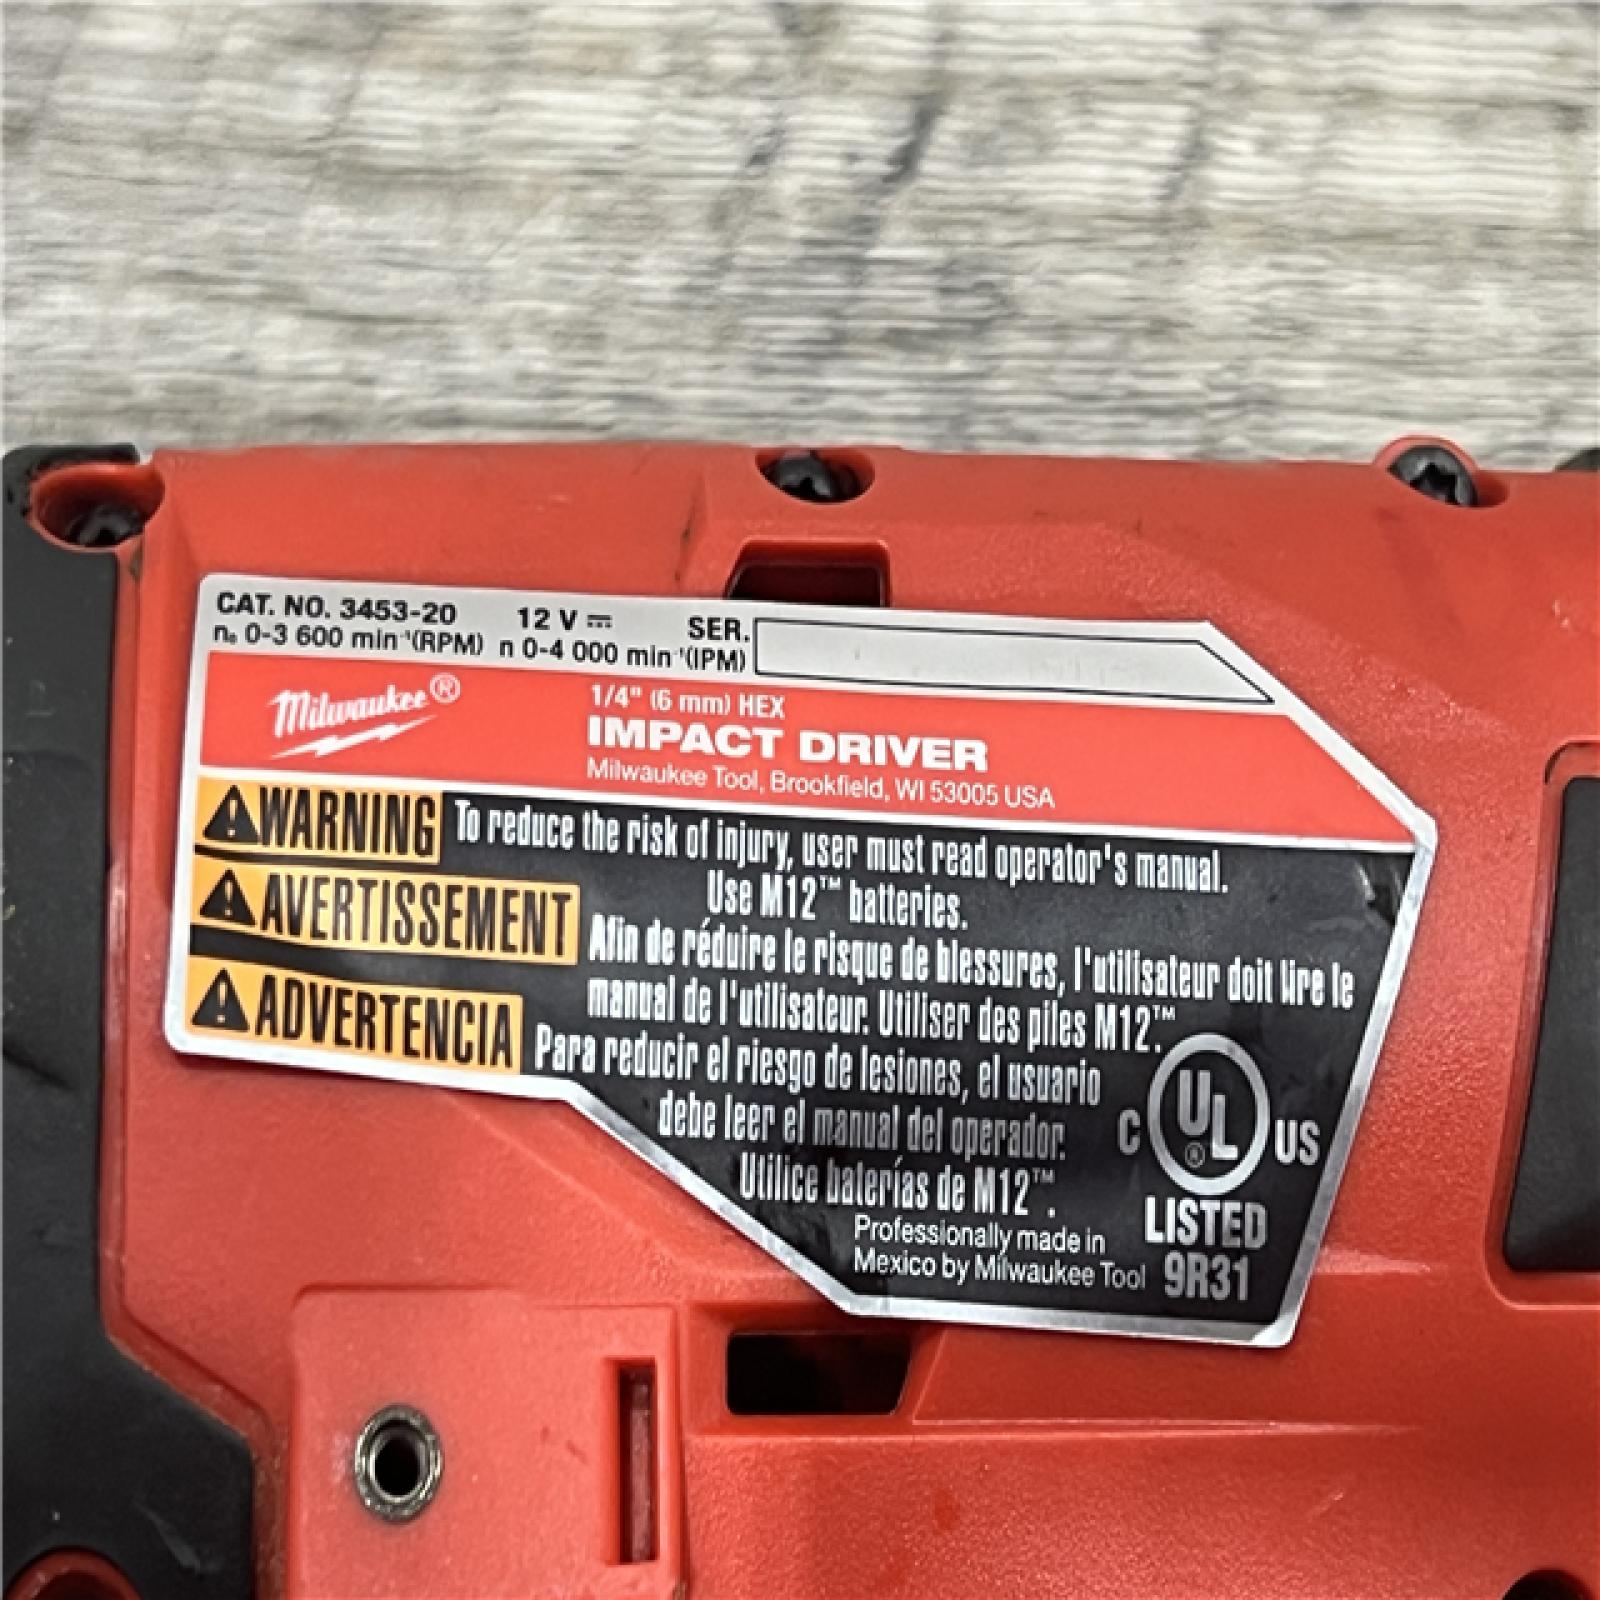 CAT. NO. 3453-20 12 V ⎓ SER.
n₀ 0-3 600 min⁻¹(RPM) n 0-4 000 min⁻¹(IPM)
Milwaukee®
1/4" (6 mm) HEX
IMPACT DRIVER
Milwaukee Tool, Brookfield, WI 53005 USA
⚠WARNING To reduce the risk of injury, user must read operator's manual.
Use M12™ batteries.
⚠AVERTISSEMENT Afin de réduire le risque de blessures, l'utilisateur doit lire le
manual de l'utilisateur. Utiliser des piles M12™.
⚠ADVERTENCIA Para reducir el riesgo de lesiones, el usuario
debe leer el manual del operador.
Utilice baterías de M12™.
C UL® US
LISTED
9R31
Professionally made in
Mexico by Milwaukee Tool